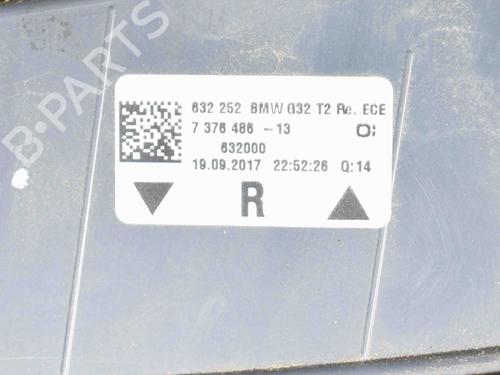 B-PARTS
632 252 BMW G32 T2 Re. ECE
7 376 486 -13 O:
632000
19.09.2017 22:52:26 Q:14
R